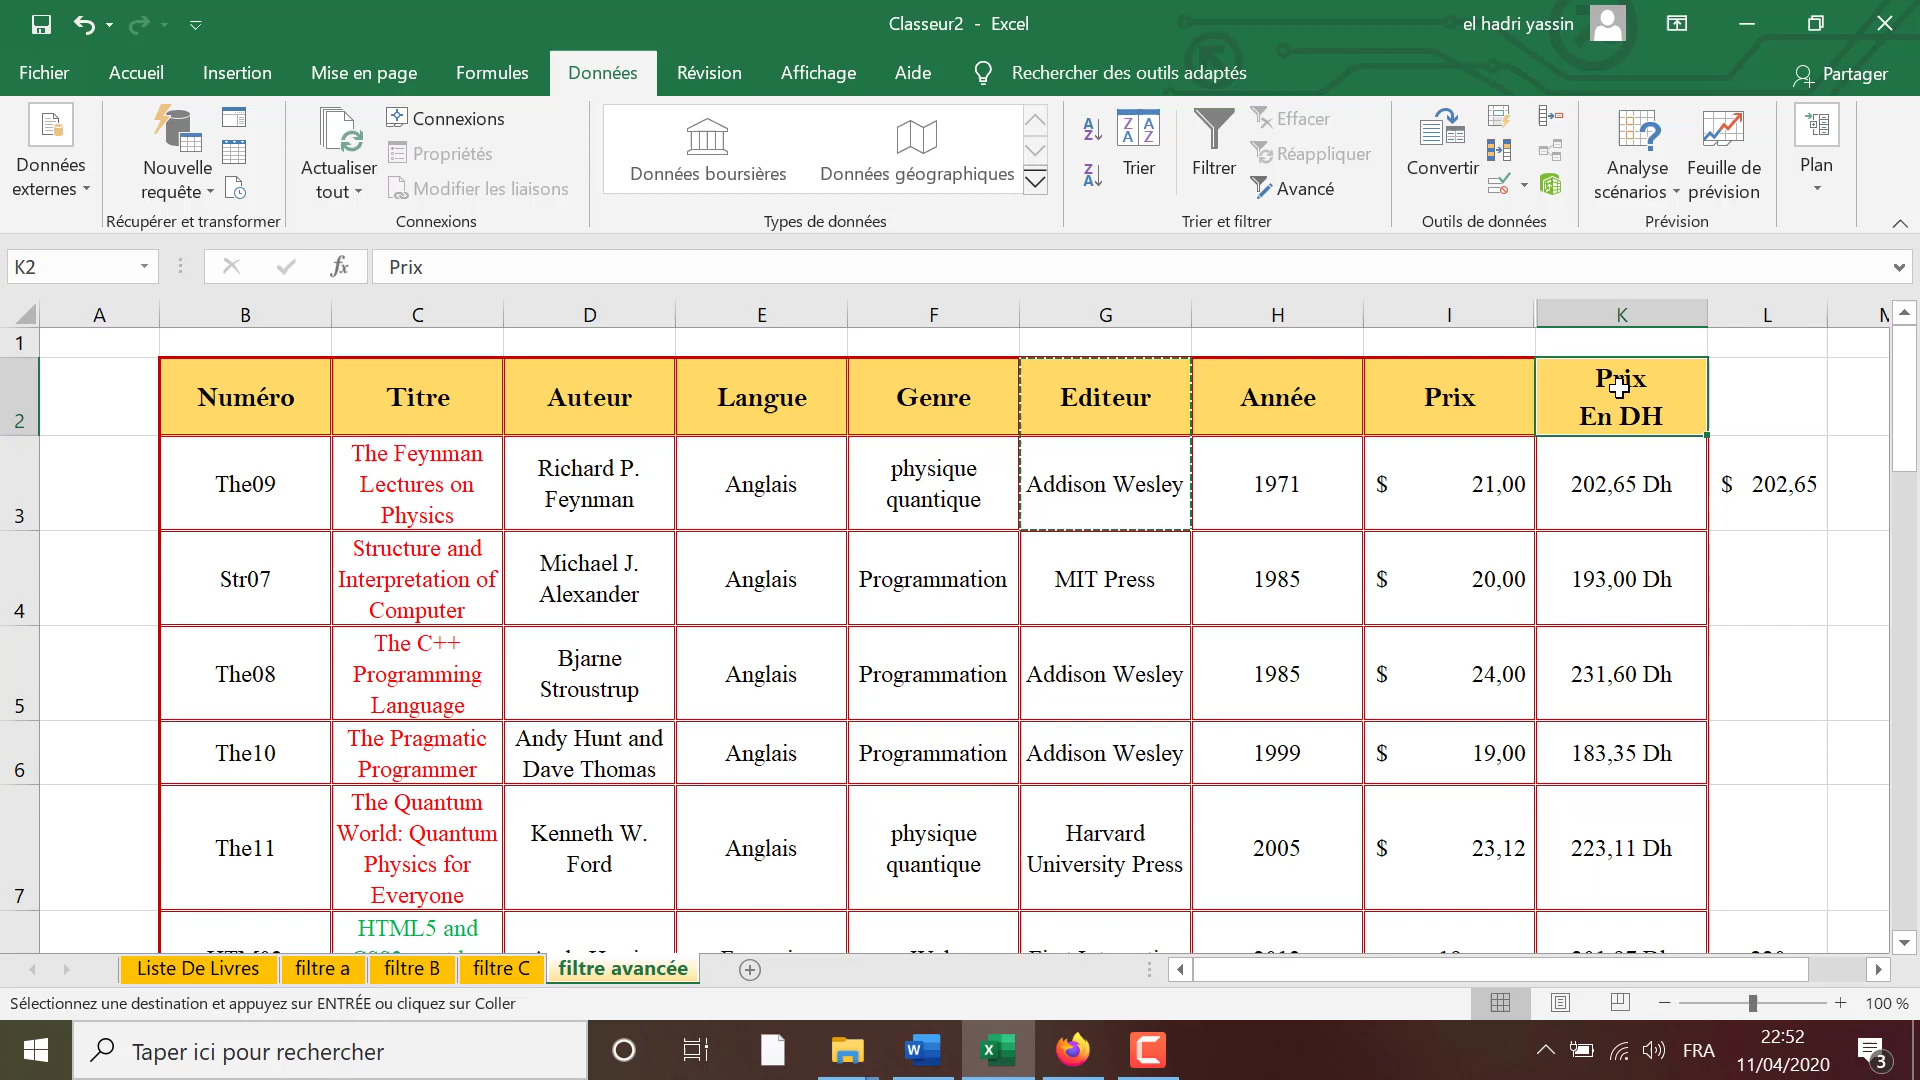 Classeur2 - Excel
el hadri yassin
Fichier
Accueil
Insertion
Mise en page
Formules
Données
Révision
Affichage
Aide
Rechercher des outils adaptés
Partager
Données
externes
Nouvelle
requête
Récupérer et transformer
Actualiser
tout
Connexions
Propriétés
Modifier les liaisons
Connexions
Données boursières
Données géographiques
Types de données
Trier
Filtrer
Effacer
Réappliquer
Avancé
Trier et filtrer
Convertir
Outils de données
Analyse
scénarios
Feuille de
prévision
Prévision
Plan
K2
fx
Prix
A B C D E F G H I K L
1
2
Numéro
Titre
Auteur
Langue
Genre
Editeur
Année
Prix
Prix
En DH
3
The09
The Feynman
Lectures on
Physics
Richard P.
Feynman
Anglais
physique
quantique
Addison Wesley
1971
$ 21,00
202,65 Dh
$ 202,65
4
Str07
Structure and
Interpretation of
Computer
Michael J.
Alexander
Anglais
Programmation
MIT Press
1985
$ 20,00
193,00 Dh
5
The08
The C++
Programming
Language
Bjarne
Stroustrup
Anglais
Programmation
Addison Wesley
1985
$ 24,00
231,60 Dh
6
The10
The Pragmatic
Programmer
Andy Hunt and
Dave Thomas
Anglais
Programmation
Addison Wesley
1999
$ 19,00
183,35 Dh
7
The11
The Quantum
World: Quantum
Physics for
Everyone
Kenneth W.
Ford
Anglais
physique
quantique
Harvard
University Press
2005
$ 23,12
223,11 Dh
HTML5 and
Liste De Livres
filtre a
filtre B
filtre C
filtre avancée
Sélectionnez une destination et appuyez sur ENTRÉE ou cliquez sur Coller
100 %
Taper ici pour rechercher
FRA
22:52
11/04/2020
3